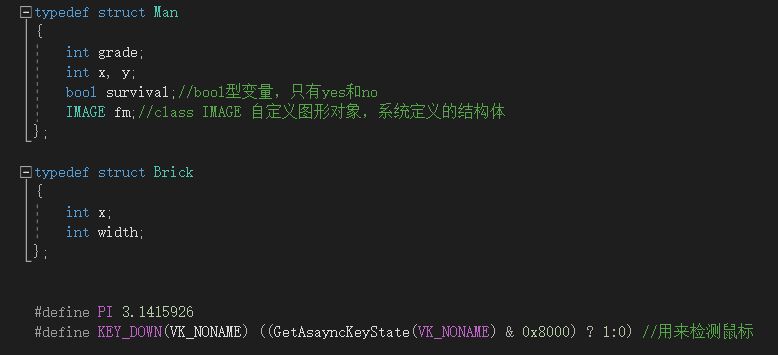 typedef struct Man
{
int grade;
int x, y;
bool survival;//bool型变量，只有yes和no
IMAGE fm;//class IMAGE 自定义图形对象，系统定义的结构体
};
typedef struct Brick
{
int x;
int width;
};
#define PI 3.1415926
#define KEY_DOWN(VK_NONAME) ((GetAsayncKeyState(VK_NONAME) & 0x8000) ? 1:0) //用来检测鼠标